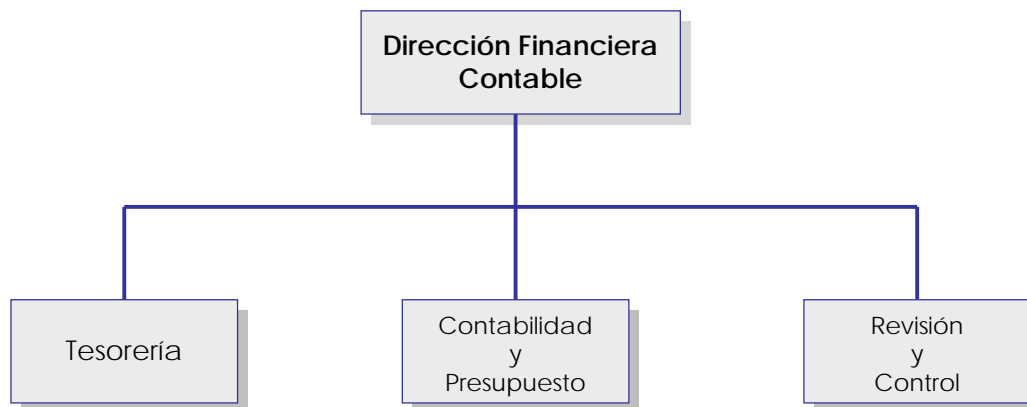 Dirección Financiera
Contable
Tesorería
Contabilidad
y
Presupuesto
Revisión
y
Control